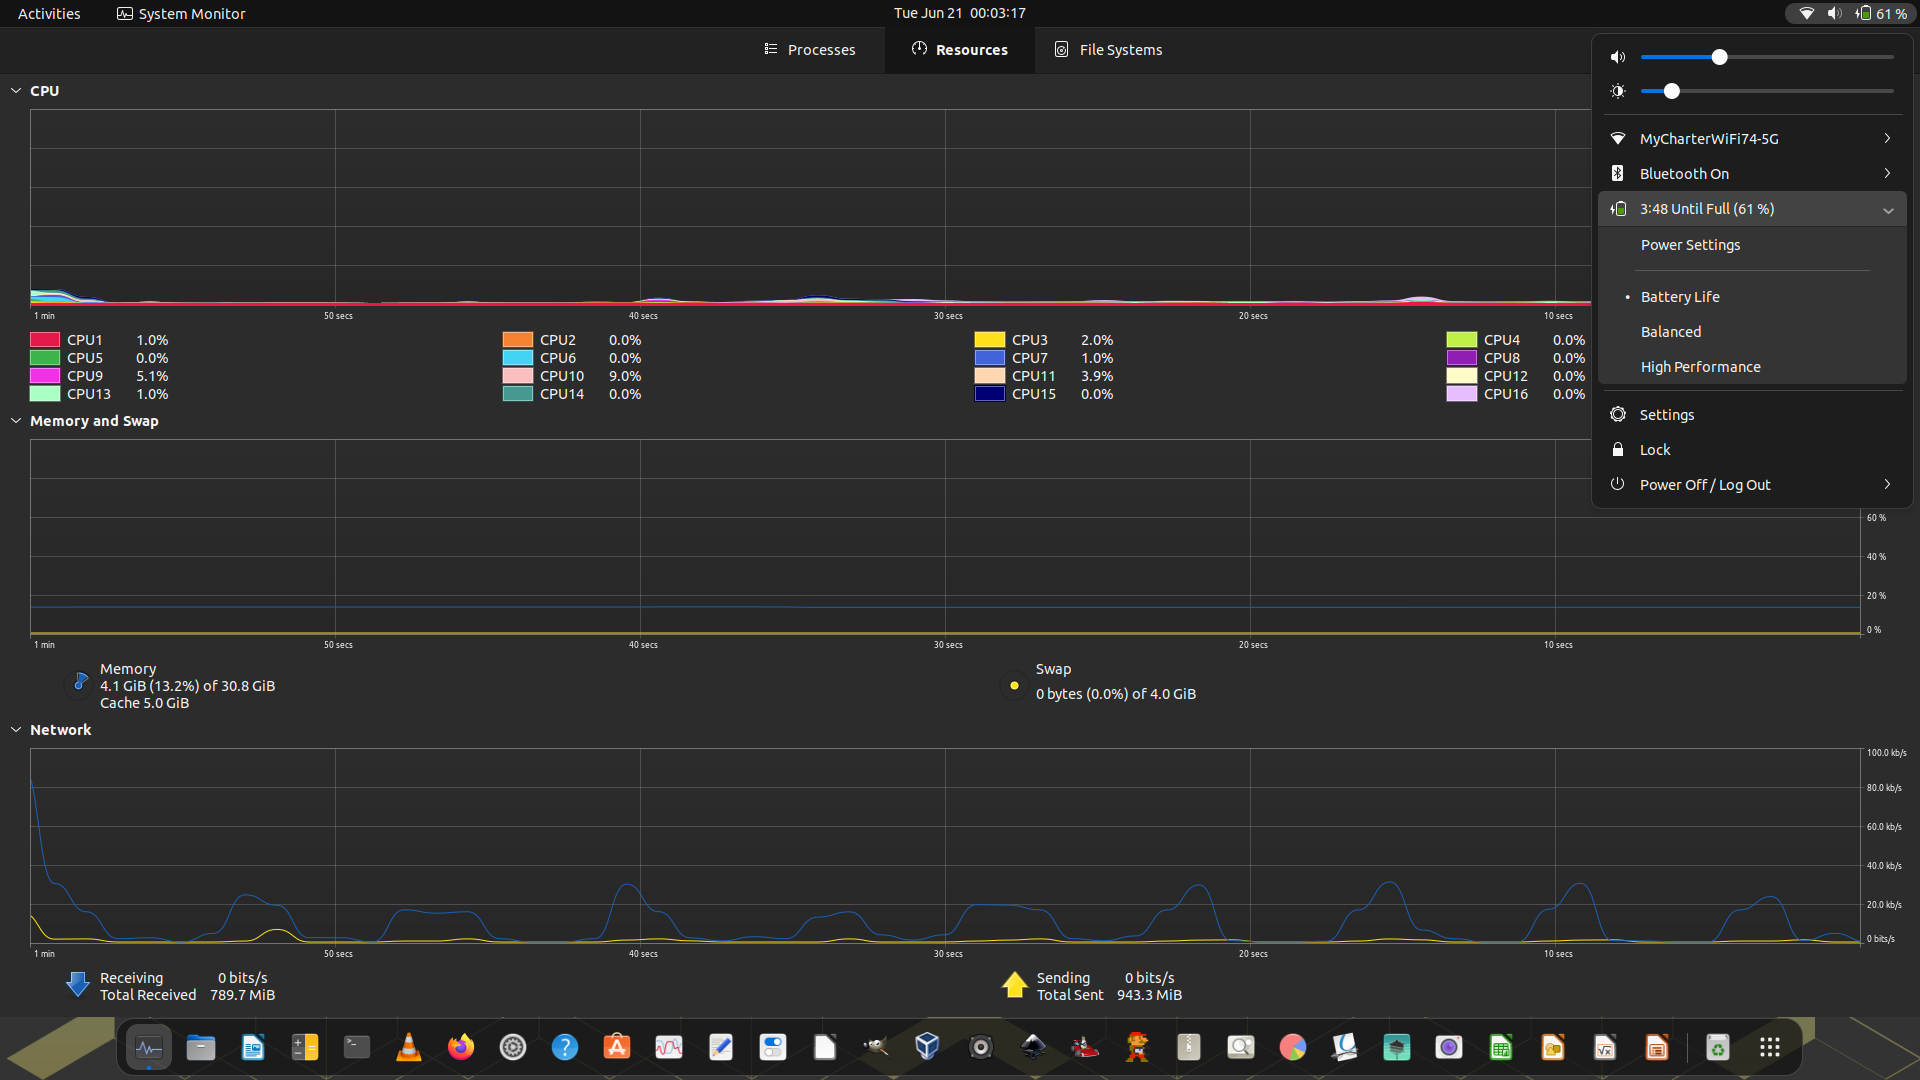 Activities System Monitor Tue Jun 21 00:03:17 61 %
Processes Resources File Systems
CPU
1 min 50 secs 40 secs 30 secs 20 secs 10 secs
CPU1 1.0% CPU2 0.0% CPU3 2.0% CPU4 0.0%
CPU5 0.0% CPU6 0.0% CPU7 1.0% CPU8 0.0%
CPU9 5.1% CPU10 9.0% CPU11 3.9% CPU12 0.0%
CPU13 1.0% CPU14 0.0% CPU15 0.0% CPU16 0.0%
MyCharterWiFi74-5G
Bluetooth On
3:48 Until Full (61 %)
Power Settings
Battery Life
Balanced
High Performance
Settings
Lock
Power Off / Log Out
Memory and Swap
60 %
40 %
20 %
0 %
1 min 50 secs 40 secs 30 secs 20 secs 10 secs
Memory
4.1 GiB (13.2%) of 30.8 GiB
Cache 5.0 GiB
Swap
0 bytes (0.0%) of 4.0 GiB
Network
100.0 kb/s
80.0 kb/s
60.0 kb/s
40.0 kb/s
20.0 kb/s
0 bits/s
1 min 50 secs 40 secs 30 secs 20 secs 10 secs
Receiving 0 bits/s
Total Received 789.7 MiB
Sending 0 bits/s
Total Sent 943.3 MiB